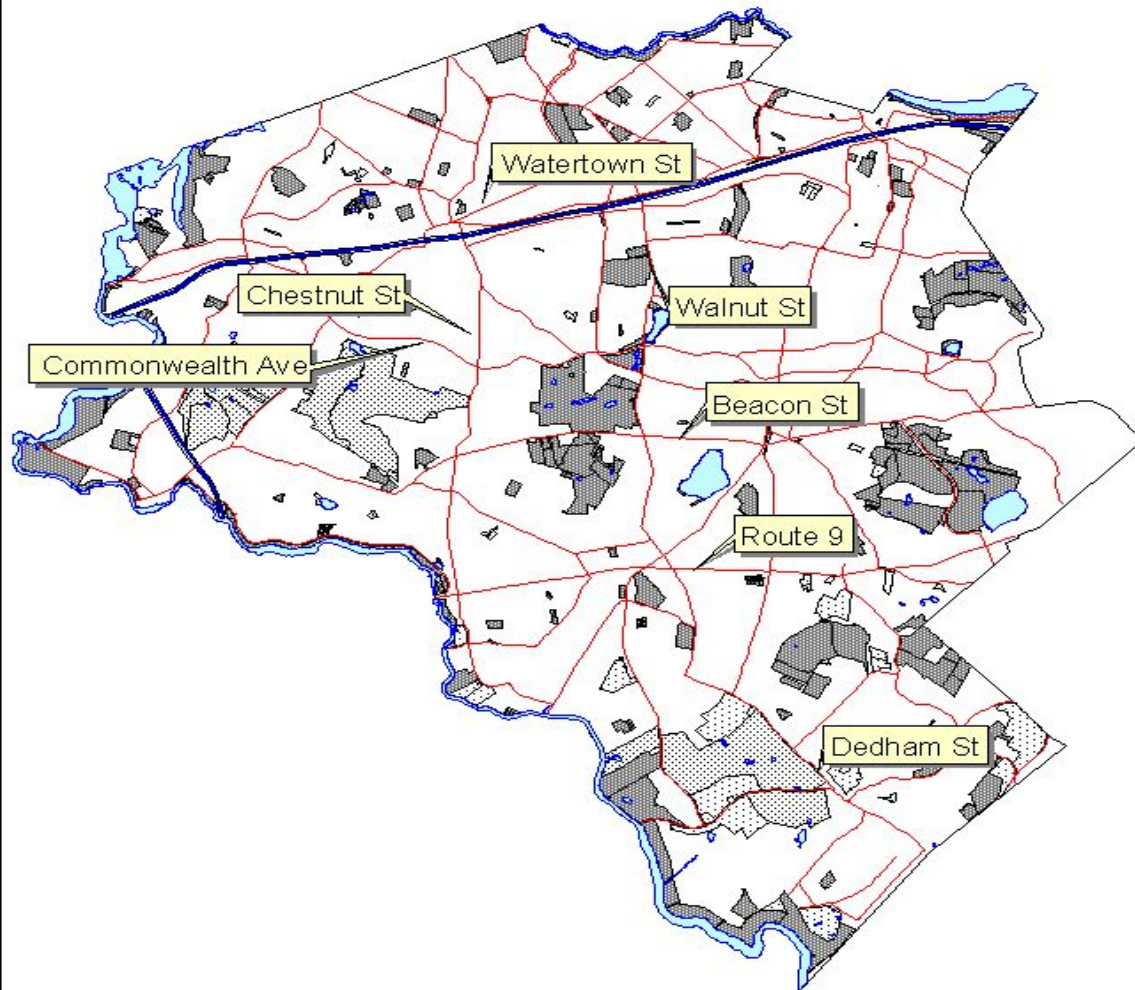 Watertown St
Chestnut St
Walnut St
Commonwealth Ave
Beacon St
Route 9
Dedham St